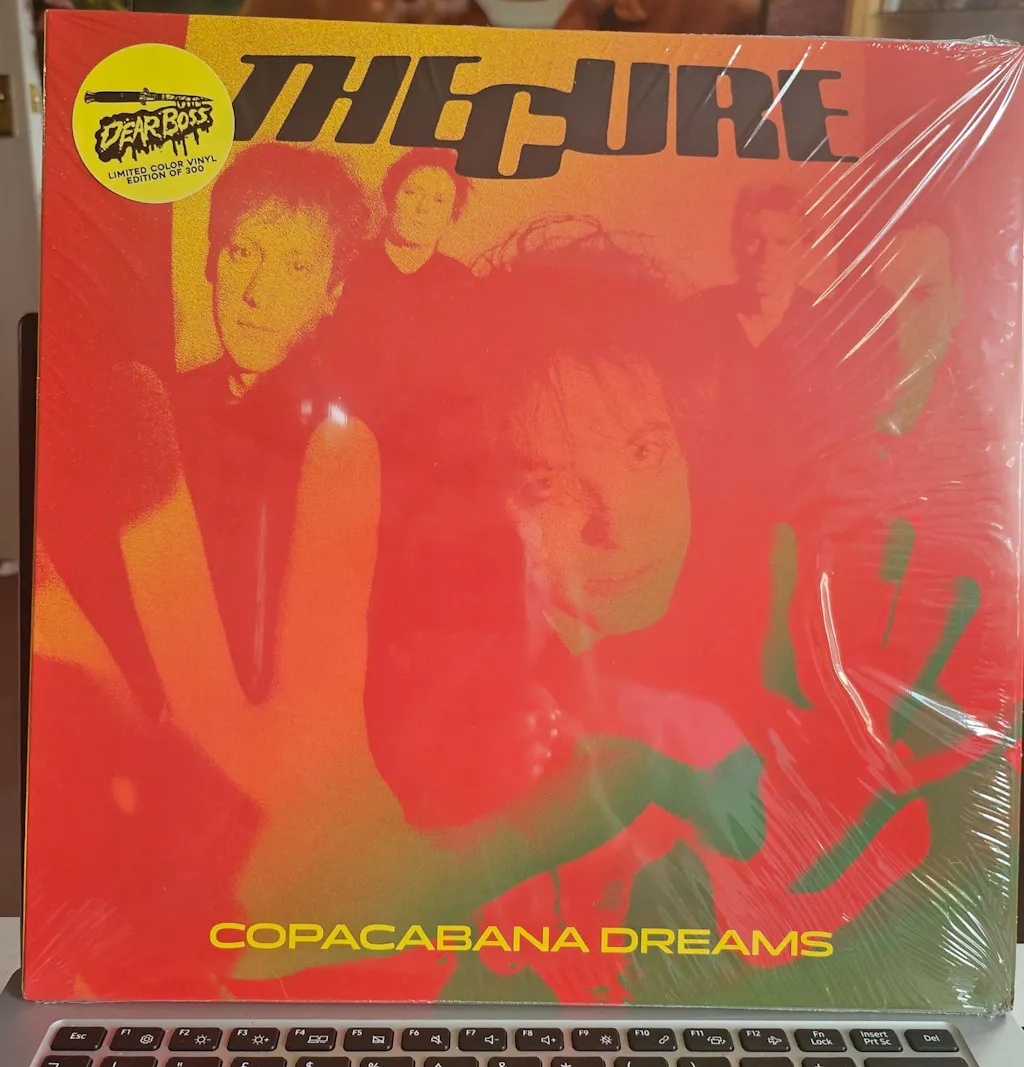 THE CURE
DEAR BOSS
LIMITED COLOR VINYL
EDITION OF 300
COPACABANA DREAMS
Esc F1 F2 F3 F4 F5 F6 F7 F8 F9 F10 F11 F12 Fn Insert Del
Lock Prt Sc
" £ $ % ^ & * ( ) _ +